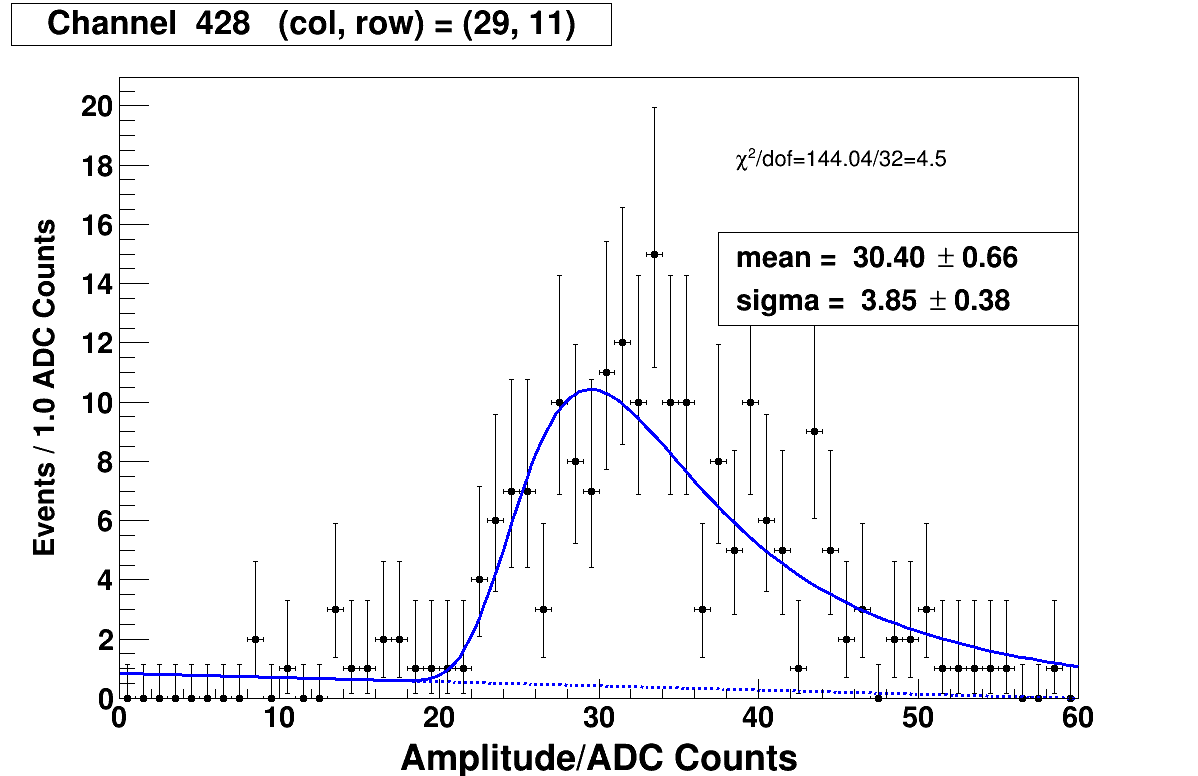 Channel 428 (col, row) = (29, 11)
20
18
16
14
12
10
8
6
4
2
0
Events / 1.0 ADC Counts
χ²/dof=144.04/32=4.5
mean = 30.40 ± 0.66
sigma = 3.85 ± 0.38
0 10 20 30 40 50 60
Amplitude/ADC Counts